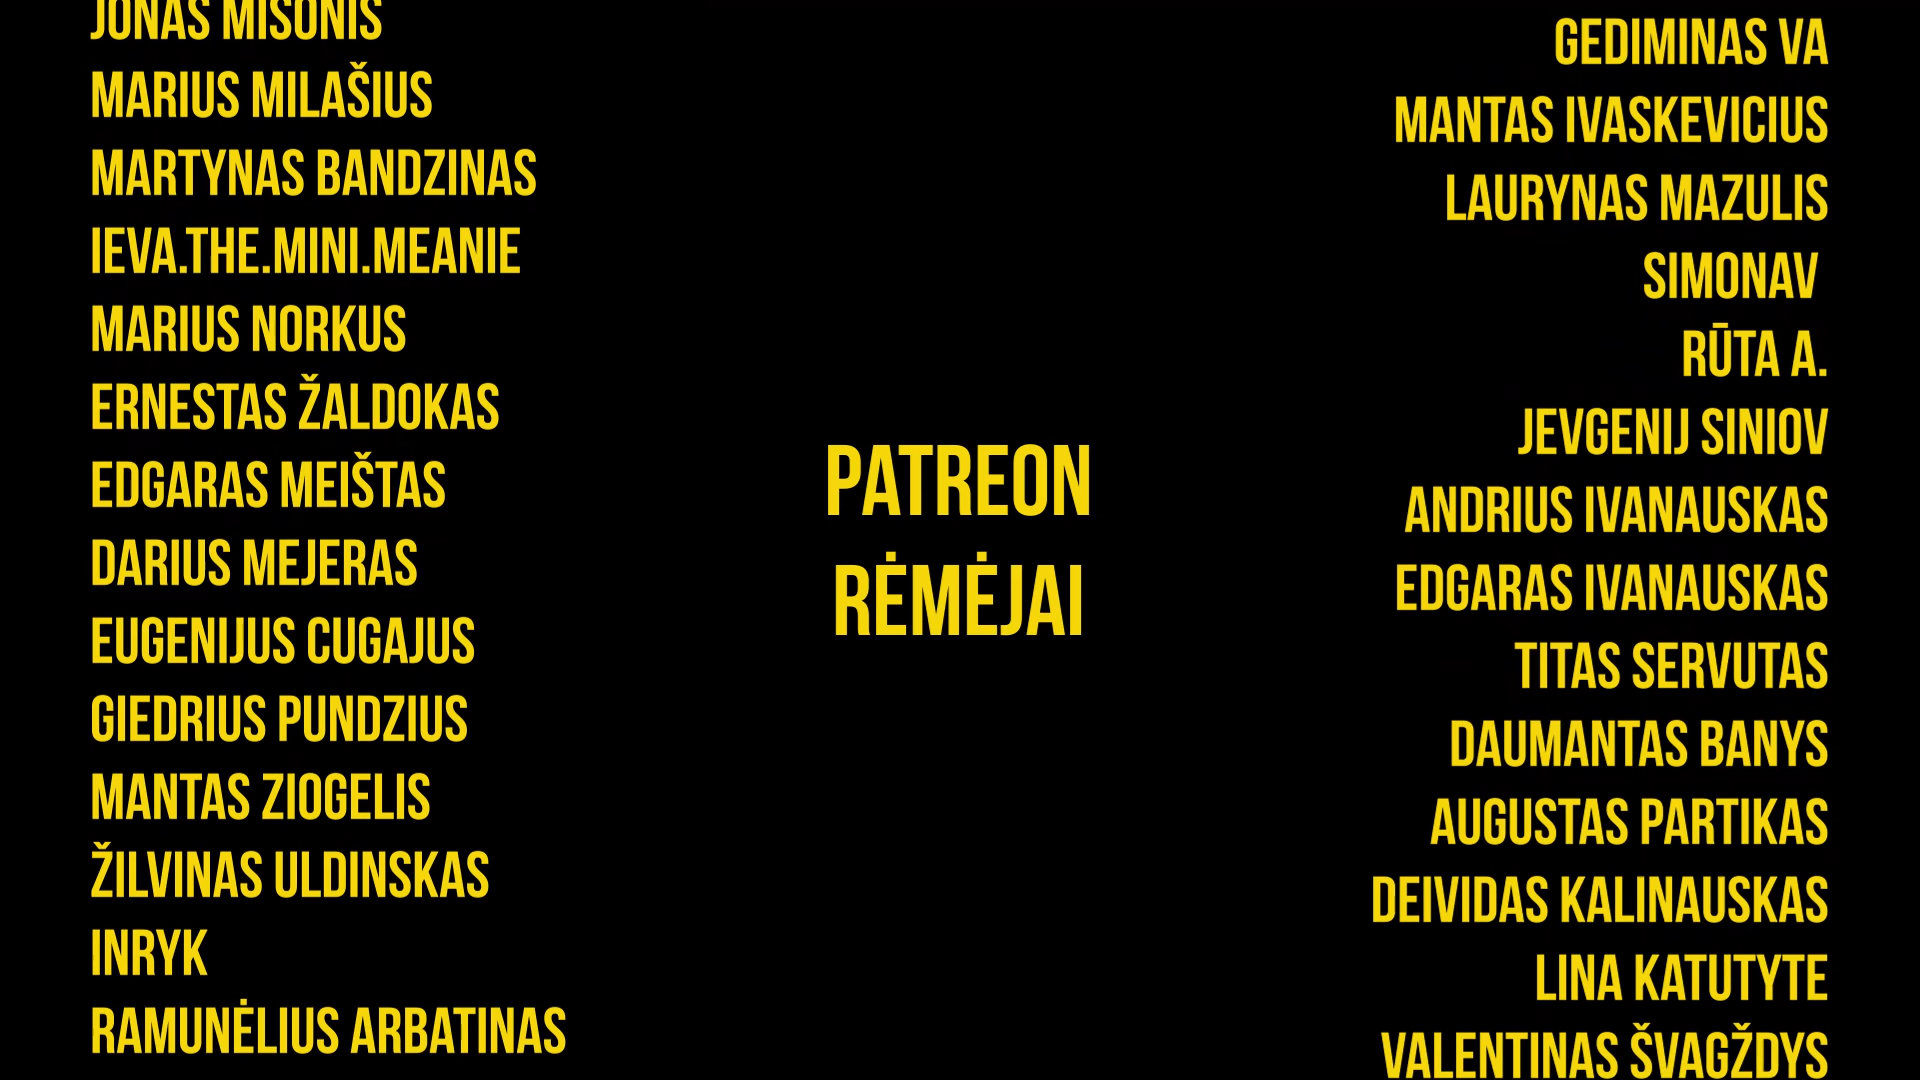 JONAS MISONIS
MARIUS MILAŠIUS
MARTYNAS BANDZINAS
IEVA.THE.MINI.MEANIE
MARIUS NORKUS
ERNESTAS ŽALDOKAS
EDGARAS MEIŠTAS
DARIUS MEJERAS
EUGENIJUS CUGAJUS
GIEDRIUS PUNDZIUS
MANTAS ZIOGELIS
ŽILVINAS ULDINSKAS
INRYK
RAMUNĖLIUS ARBATINAS
PATREON
RĖMĖJAI
GEDIMINAS VA
MANTAS IVASKEVICIUS
LAURYNAS MAZULIS
SIMONAV
RŪTA A.
JEVGENIJ SINIOV
ANDRIUS IVANAUSKAS
EDGARAS IVANAUSKAS
TITAS SERVUTAS
DAUMANTAS BANYS
AUGUSTAS PARTIKAS
DEIVIDAS KALINAUSKAS
LINA KATUTYTE
VALENTINAS ŠVAGŽDYS